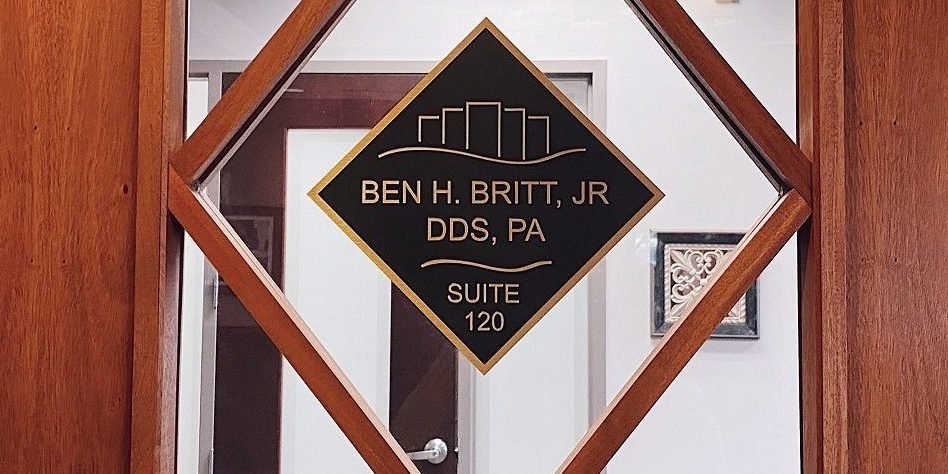 BEN H. BRITT, JR
DDS, PA
SUITE
120